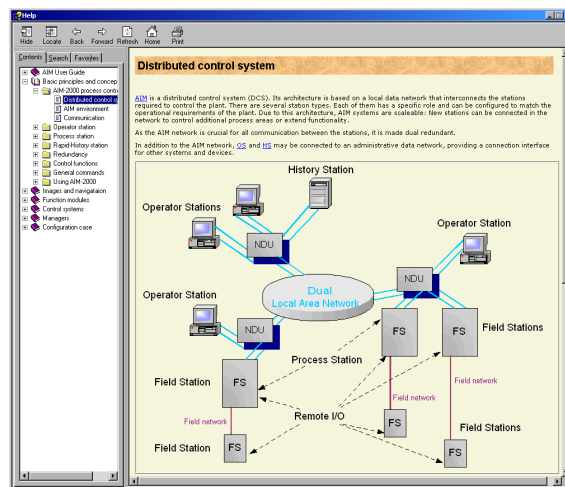 Help
Hide Locate Back Forward Refresh Home Print
Contents Search Favorites
AIM User Guide
Basic principles and concep
AIM-2000 process contro
Distributed control sy
AIM environment
Communication
Operator station
Process station
Rapid-History station
Redundancy
Control functions
General commands
Using AIM-2000
Images and navigataion
Function modules
Control systems
Managers
Configuration case
Distributed control system
AIM is a distributed control system (DCS). Its architecture is based on a local data network that interconnects the stations
required to control the plant. There are several station types. Each of them has a specific role and can be configured to match the
operational requirements of the plant. Due to this architecture, AIM systems are scaleable: New stations can be connected in the
network to control additional process areas or extend functionality.
As the AIM network is crucial for all communication between the stations, it is made dual redundant.
In addition to the AIM network, OS and HS may be connected to an administrative data network, providing a connection interface
for other systems and devices.
History Station
Operator Stations
Operator Station
NDU
NDU
Dual
Local Area Network
Operator Station
NDU
FS
FS
Field Stations
Process Station
Field Station
FS
Field network
Field network
Remote I/O
Field network
FS
Field Stations
Field Station
FS
FS